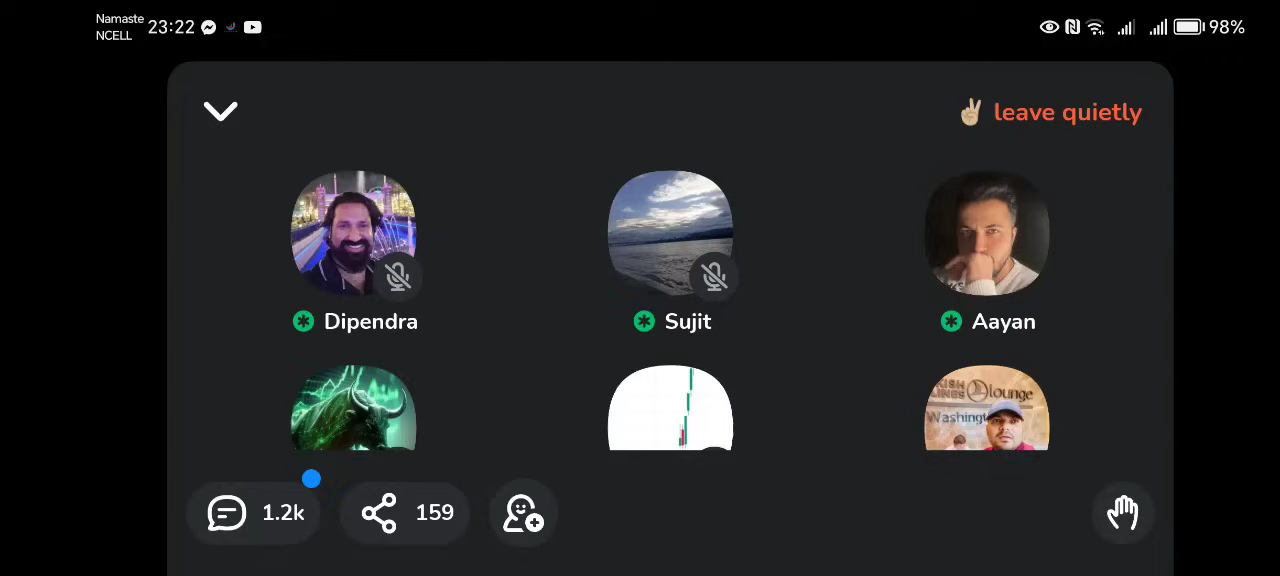 Namaste
NCELL
23:22
98%
✌🏼 leave quietly
Dipendra
Sujit
Aayan
lounge
Washingt
1.2k
159